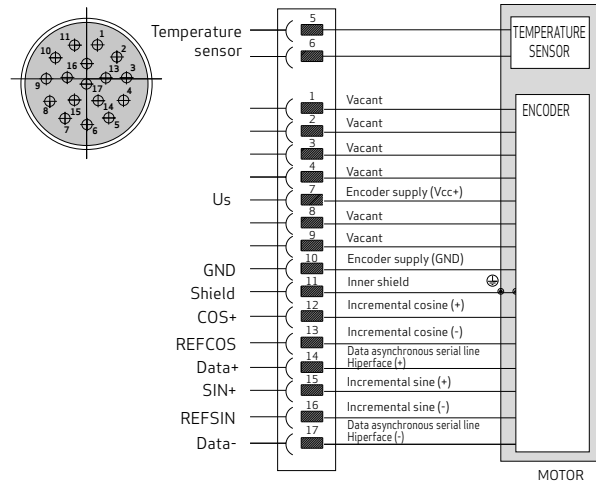 11
1
10
2
16
13
3
9
17
4
8
15
14
7
6
5
Temperature
sensor
5
6
TEMPERATURE
SENSOR
ENCODER
1
Vacant
2
Vacant
3
Vacant
4
Vacant
Us
7
Encoder supply (Vcc+)
8
Vacant
9
Vacant
GND
10
Encoder supply (GND)
Shield
11
Inner shield
COS+
12
Incremental cosine (+)
REFCOS
13
Incremental cosine (-)
Data+
14
Data asynchronous serial line
Hiperface (+)
SIN+
15
Incremental sine (+)
REFSIN
16
Incremental sine (-)
Data-
17
Data asynchronous serial line
Hiperface (-)
MOTOR